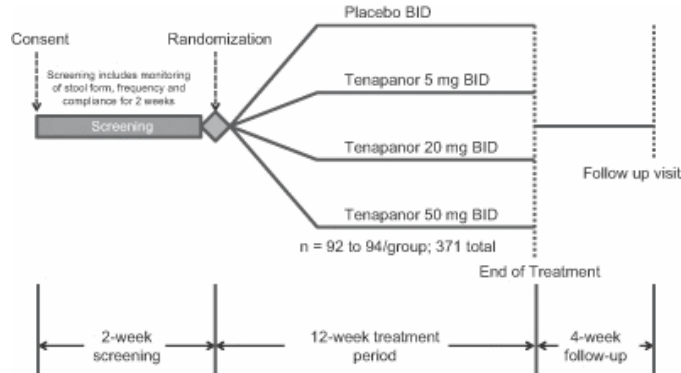 Placebo BID
Consent
Randomization
Screening includes monitoring
of stool form, frequency and
compliance for 2 weeks
Tenapanor 5 mg BID
Screening
Tenapanor 20 mg BID
Follow up visit
Tenapanor 50 mg BID
n = 92 to 94/group; 371 total
End of Treatment
2-week
screening
12-week treatment
period
4-week
follow-up